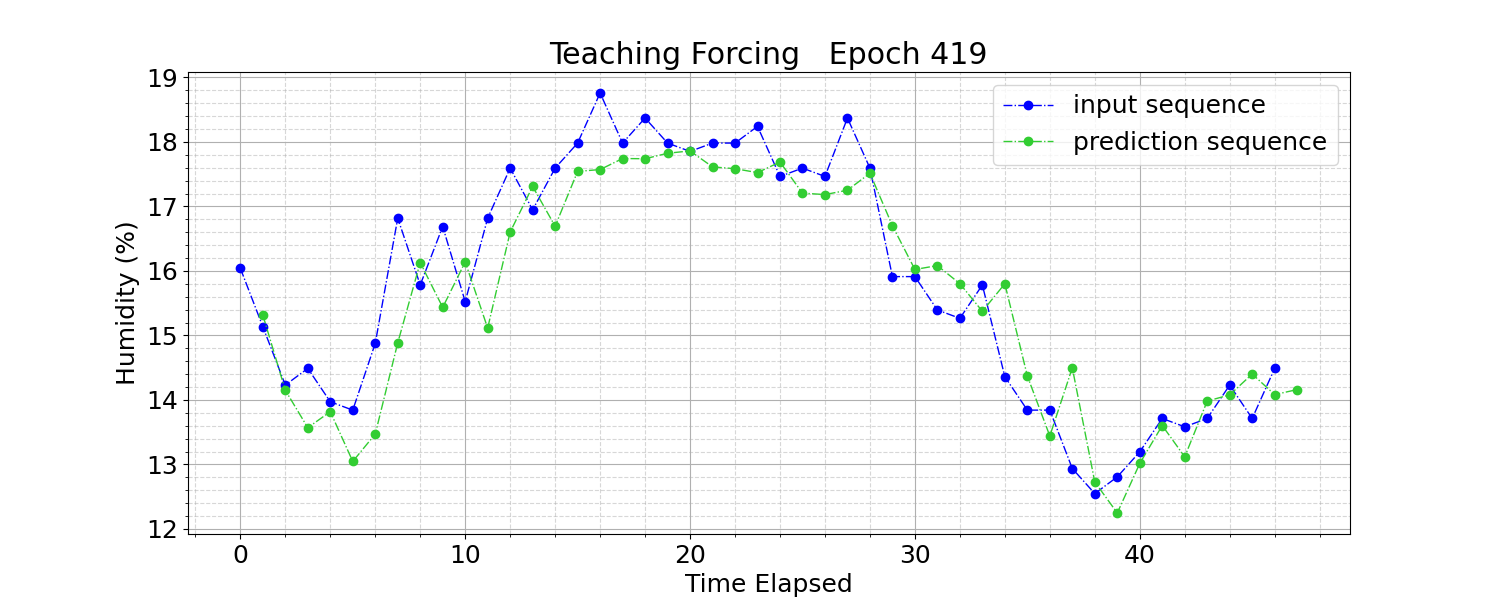 Teaching Forcing   Epoch 419
input sequence
prediction sequence
Humidity (%)
19
18
17
16
15
14
13
12
0 10 20 30 40
Time Elapsed